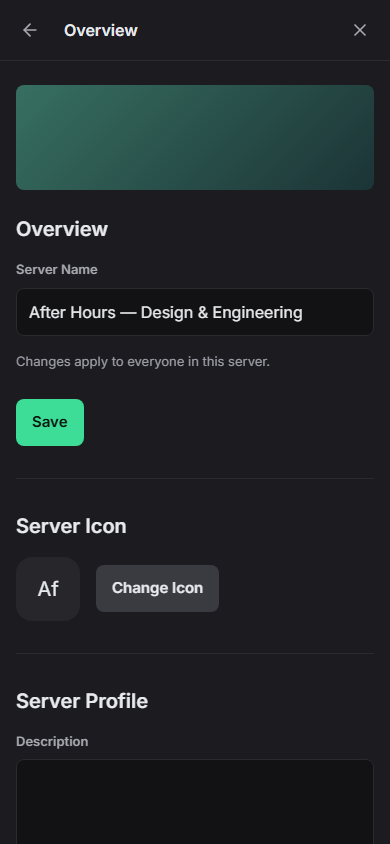 Overview
Overview
Server Name
After Hours — Design & Engineering
Changes apply to everyone in this server.
Save
Server Icon
Af
Change Icon
Server Profile
Description